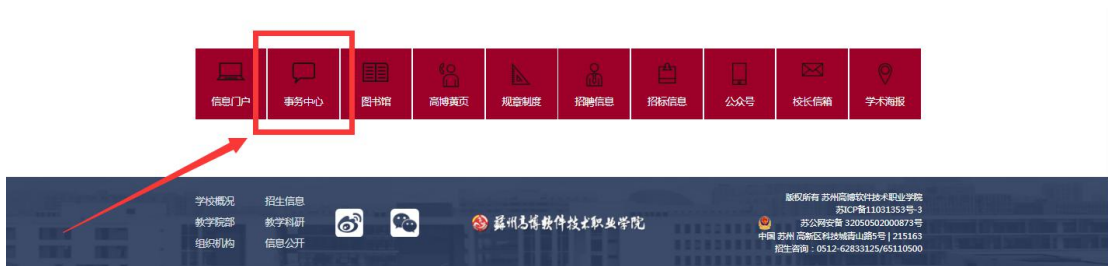 信息门户 事务中心 图书馆 高博黄页 规章制度 招聘信息 招标信息 公众号 校长信箱 学术海报
学校概况 招生信息
教学院部 教学科研
组织机构 信息公开
蘇州高博软件技术职业学院
版权所有 苏州高博软件技术职业学院
苏ICP备11031353号-3
苏公网安备 32050502000873号
中国 苏州 高新区科技城青山路5号 | 215163
招生咨询：0512-62833125/65110500